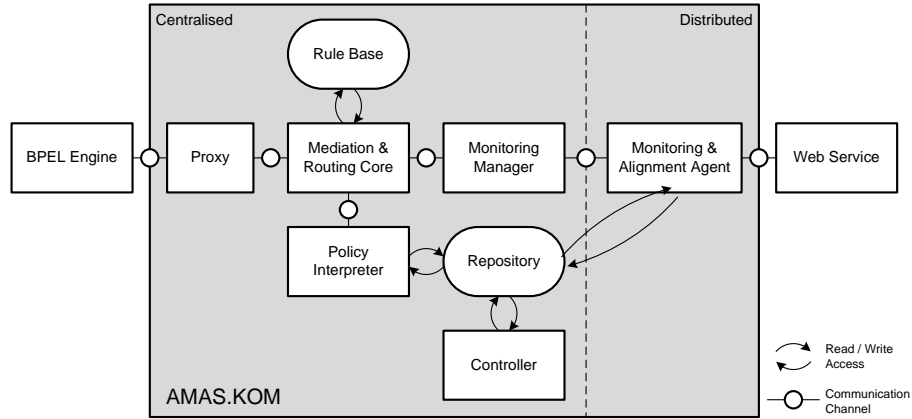 Centralised
Distributed
Rule Base
BPEL Engine
Proxy
Mediation &
Routing Core
Monitoring
Manager
Monitoring &
Alignment Agent
Web Service
Policy
Interpreter
Repository
Controller
AMAS.KOM
Read / Write
Access
Communication
Channel